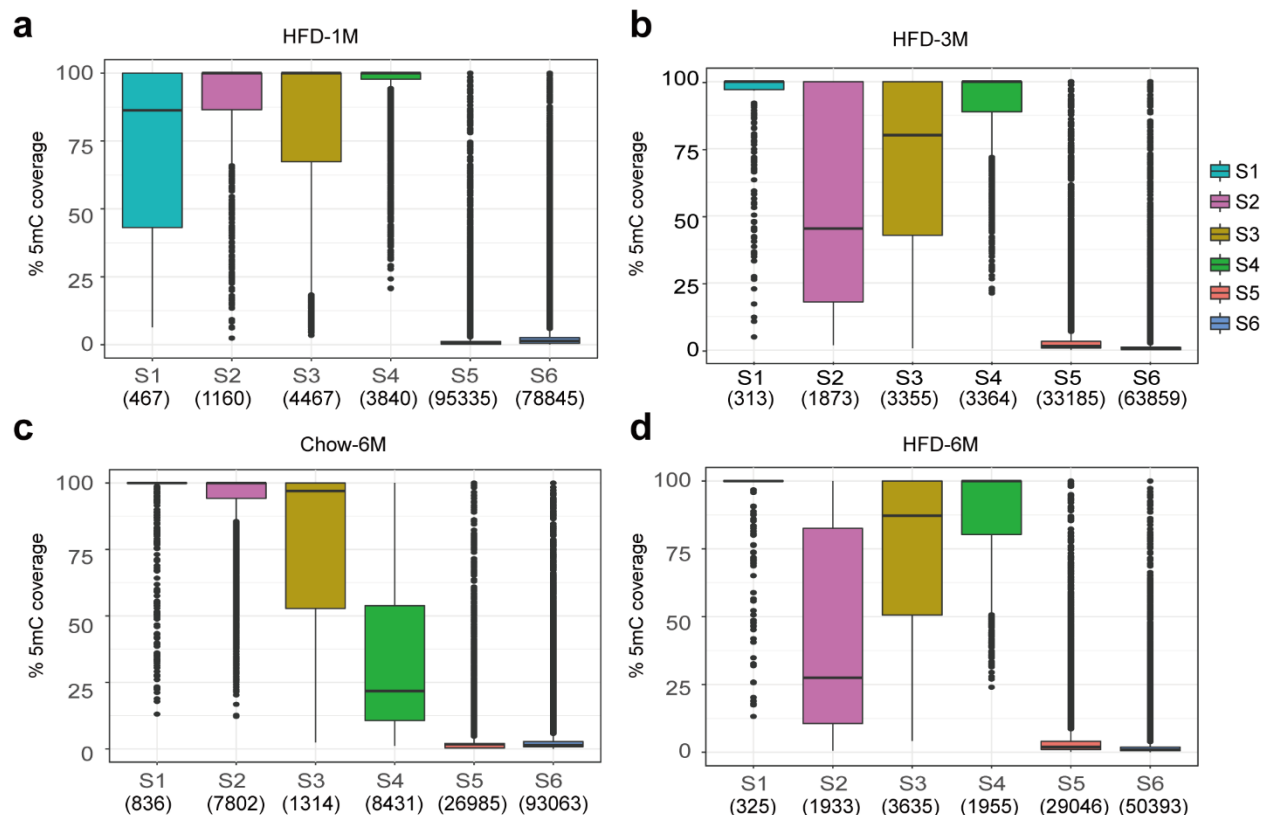 a
HFD-1M
% 5mC coverage
100
75
50
25
0
S1 S2 S3 S4 S5 S6
(467) (1160) (4467) (3840) (95335) (78845)
b
HFD-3M
% 5mC coverage
100
75
50
25
0
S1 S2 S3 S4 S5 S6
(313) (1873) (3355) (3364) (33185) (63859)
S1
S2
S3
S4
S5
S6
c
Chow-6M
% 5mC coverage
100
75
50
25
0
S1 S2 S3 S4 S5 S6
(836) (7802) (1314) (8431) (26985) (93063)
d
HFD-6M
% 5mC coverage
100
75
50
25
0
S1 S2 S3 S4 S5 S6
(325) (1933) (3635) (1955) (29046) (50393)